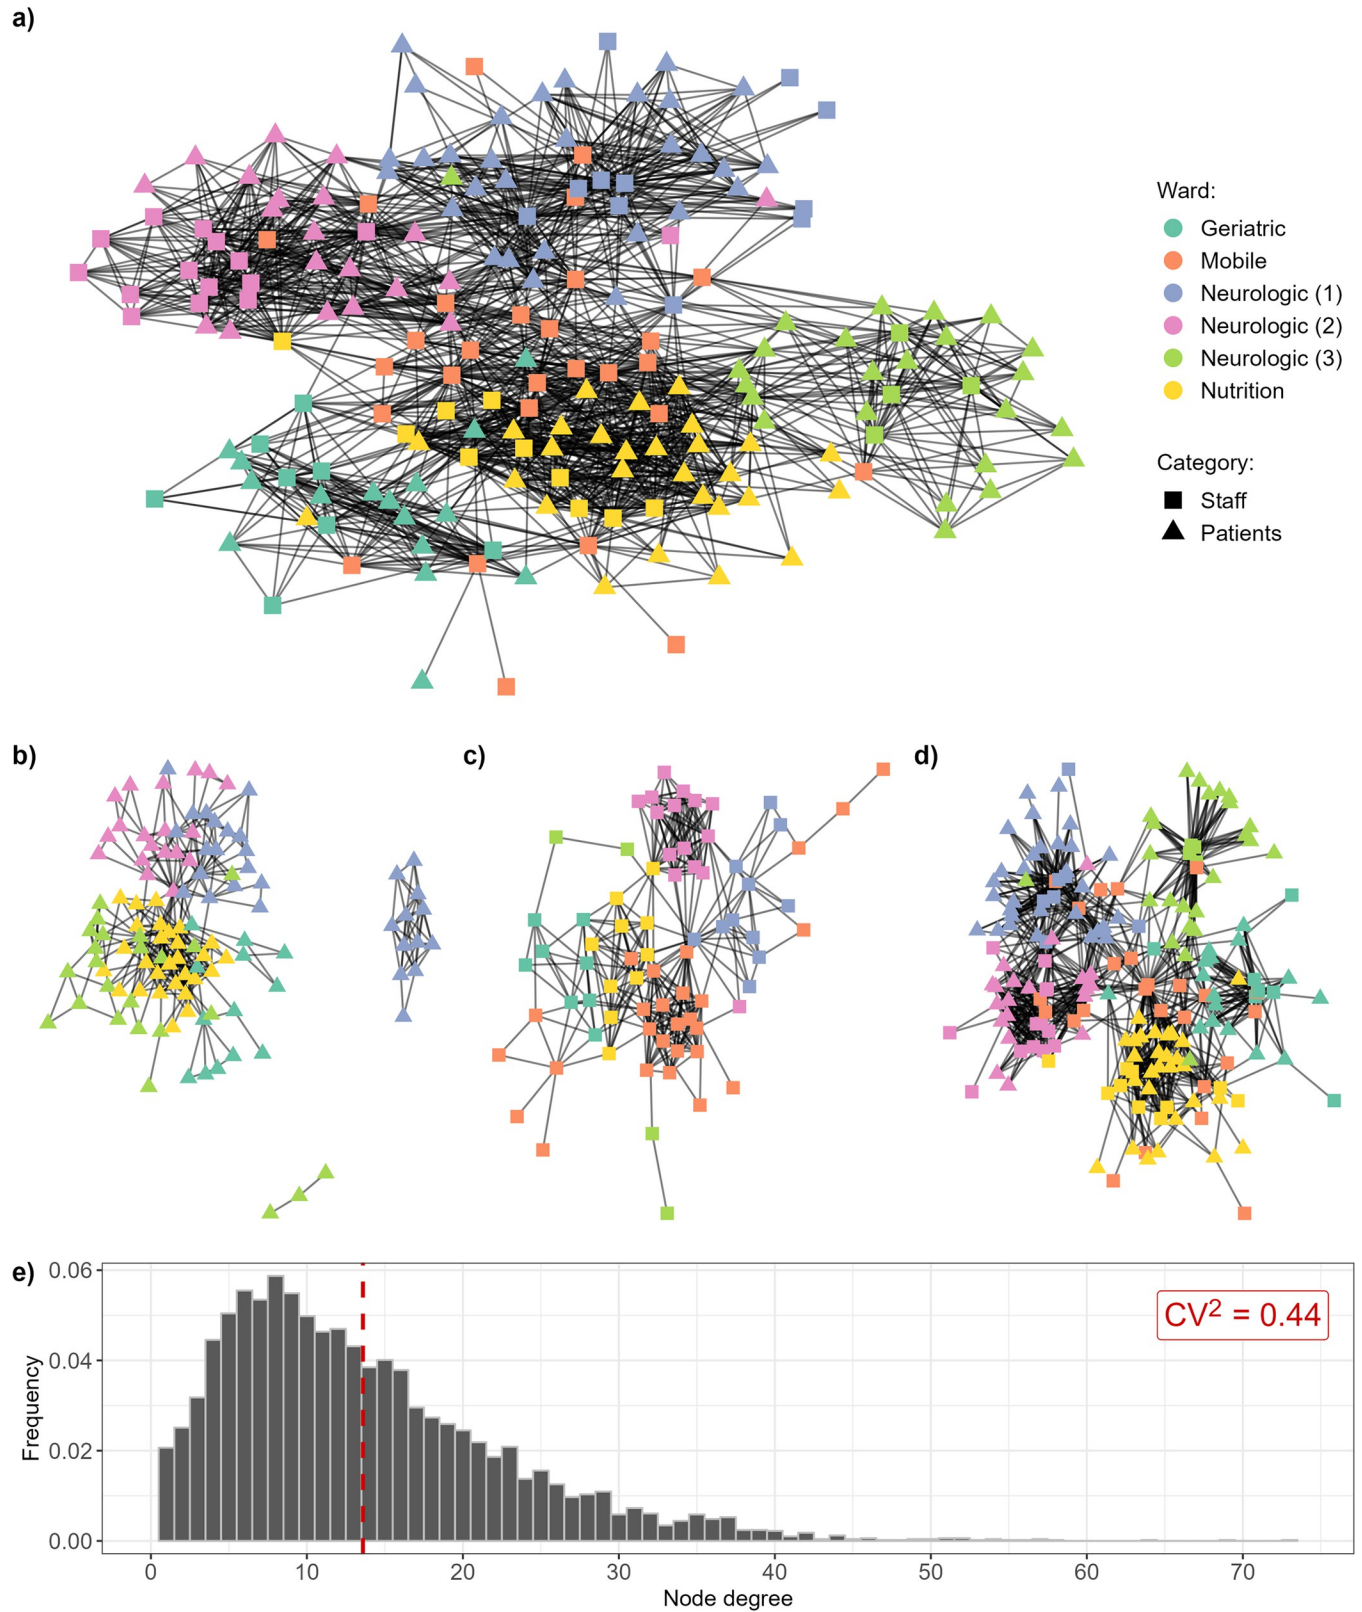 a)
Ward:
Geriatric
Mobile
Neurologic (1)
Neurologic (2)
Neurologic (3)
Nutrition
Category:
Staff
Patients
b)
c)
d)
e)
0.06
0.04
0.02
0.00
Frequency
CV² = 0.44
0 10 20 30 40 50 60 70
Node degree